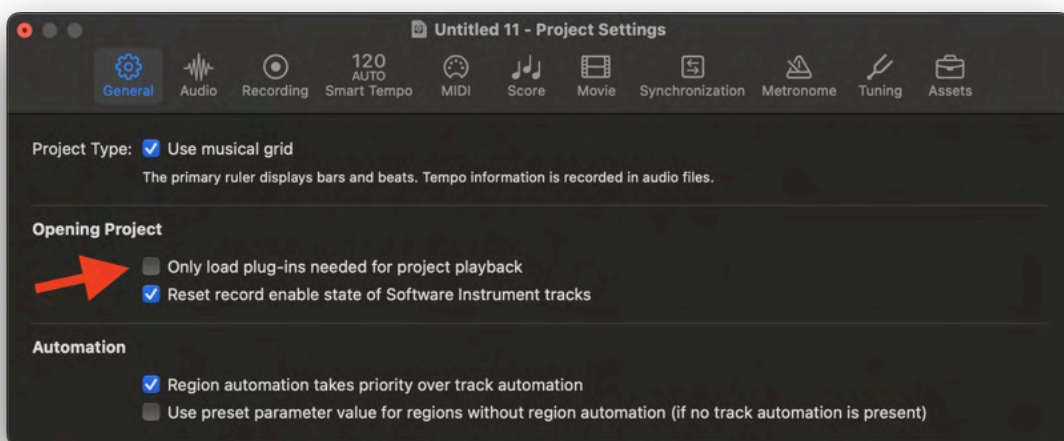 Untitled 11 - Project Settings
General Audio Recording 120 AUTO Smart Tempo MIDI Score Movie Synchronization Metronome Tuning Assets
Project Type: Use musical grid
The primary ruler displays bars and beats. Tempo information is recorded in audio files.
Opening Project
Only load plug-ins needed for project playback
Reset record enable state of Software Instrument tracks
Automation
Region automation takes priority over track automation
Use preset parameter value for regions without region automation (if no track automation is present)